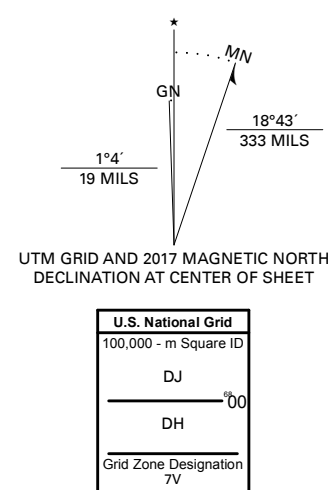 ★
MN
GN
18°43´
333 MILS
1°4´
19 MILS
UTM GRID AND 2017 MAGNETIC NORTH
DECLINATION AT CENTER OF SHEET
U.S. National Grid
100,000 - m Square ID
DJ
⁶⁸00
DH
Grid Zone Designation
7V